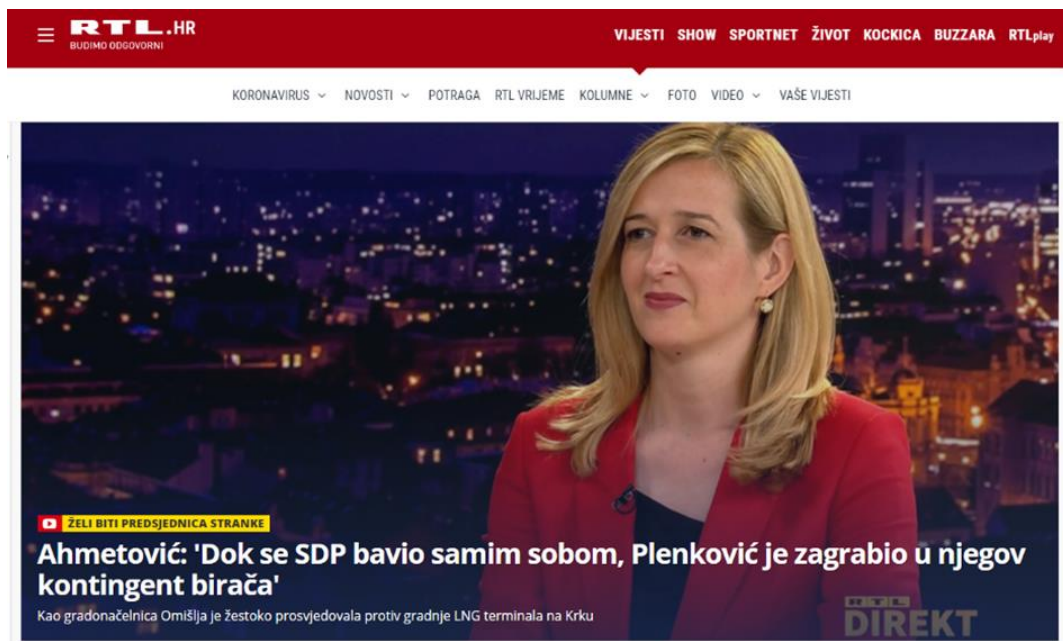 RTL.HR
BUDIMO ODGOVORNI
VIJESTI SHOW SPORTNET ŽIVOT KOCKICA BUZZARA RTLplay
KORONAVIRUS NOVOSTI POTRAGA RTL VRIJEME KOLUMNE FOTO VIDEO VAŠE VIJESTI
ŽELI BITI PREDSJEDNICA STRANKE
Ahmetović: 'Dok se SDP bavio samim sobom, Plenković je zagrabio u njegov
kontingent birača'
Kao gradonačelnica Omišlja je žestoko prosvjedovala protiv gradnje LNG terminala na Krku
RTL
DIREKT